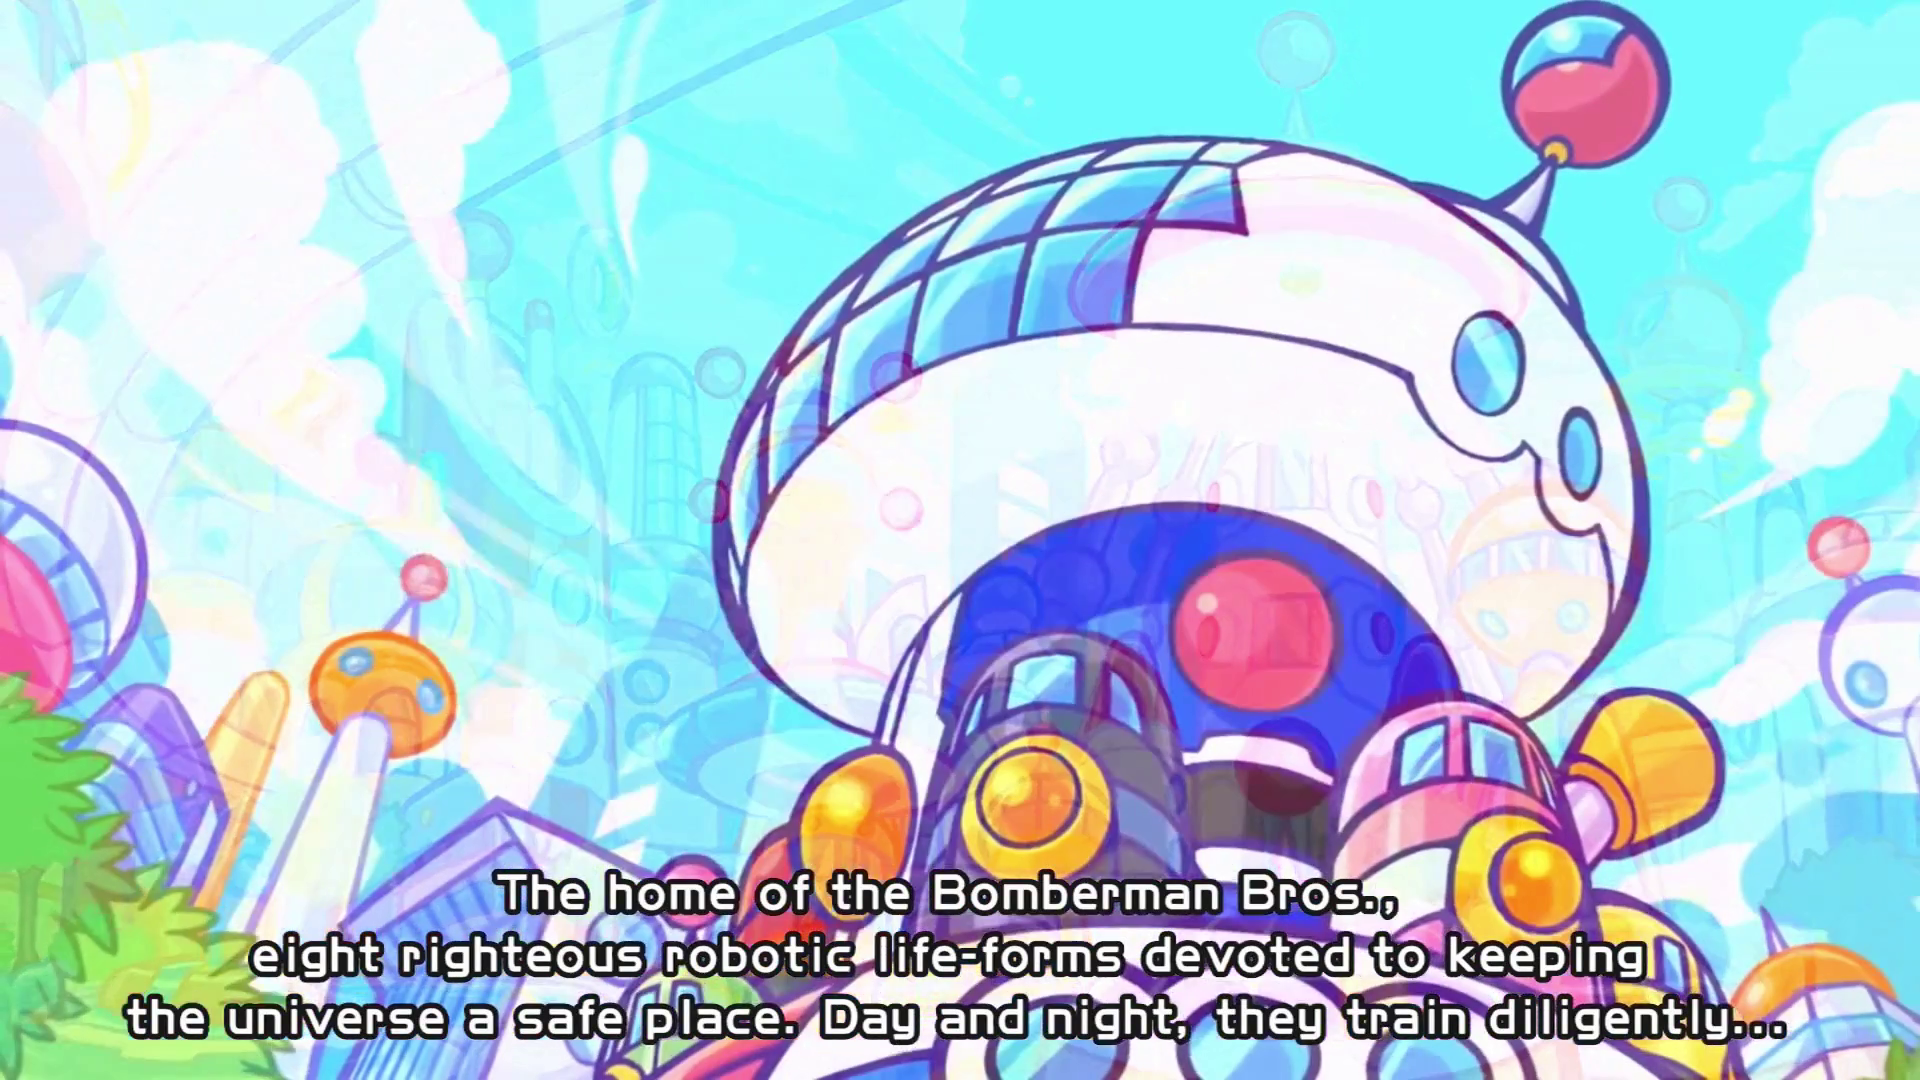 The home of the Bomberman Bros.,
eight righteous robotic life-forms devoted to keeping
the universe a safe place. Day and night, they train diligently...